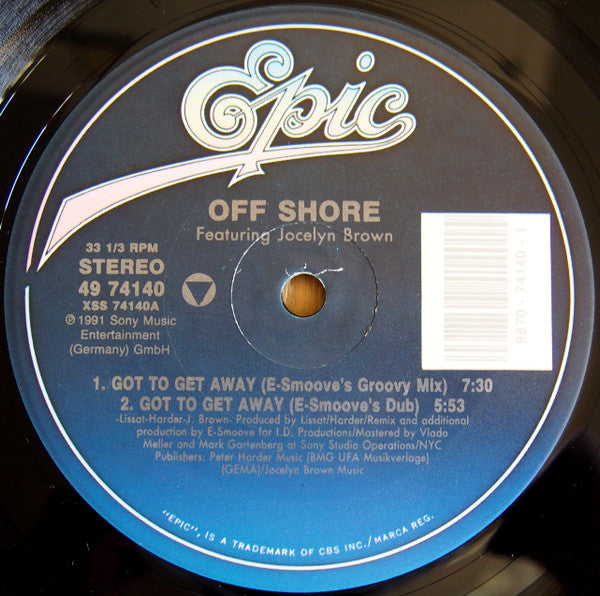 Epic
OFF SHORE
Featuring Jocelyn Brown
33 1/3 RPM
STEREO
49 74140
XSS 74140A
℗ 1991 Sony Music
Entertainment
(Germany) GmbH
9870 - 74140 - 1
1. GOT TO GET AWAY (E-Smoove's Groovy Mix) 7:30
2. GOT TO GET AWAY (E-Smoove's Dub) 5:53
-Lissat-Harder-J. Brown- Produced by Lissat/Harder/Remix and additional
production by E-Smoove for I.D. Productions/Mastered by Vlado
Meller and Mark Gartenberg at Sony Studio Operations/NYC
Publishers: Peter Harder Music (BMG UFA Musikverlage)
(GEMA)/Jocelyn Brown Music
"EPIC", IS A TRADEMARK OF CBS INC./MARCA REG.